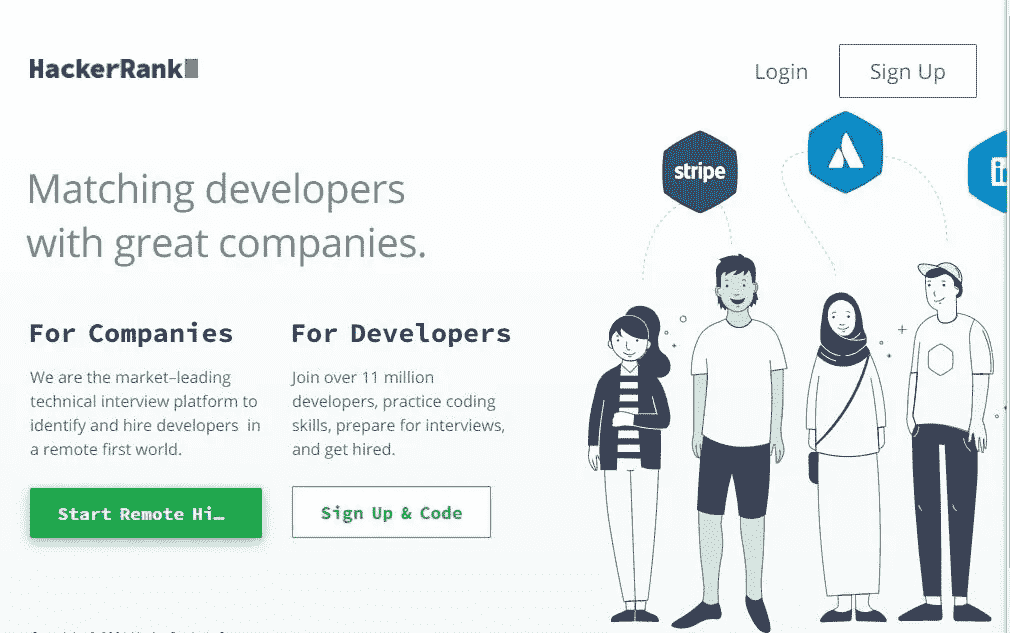 HackerRank
Login
Sign Up
stripe
in
Matching developers
with great companies.
For Companies
We are the market–leading
technical interview platform to
identify and hire developers in
a remote first world.
Start Remote Hi…
For Developers
Join over 11 million
developers, practice coding
skills, prepare for interviews,
and get hired.
Sign Up & Code